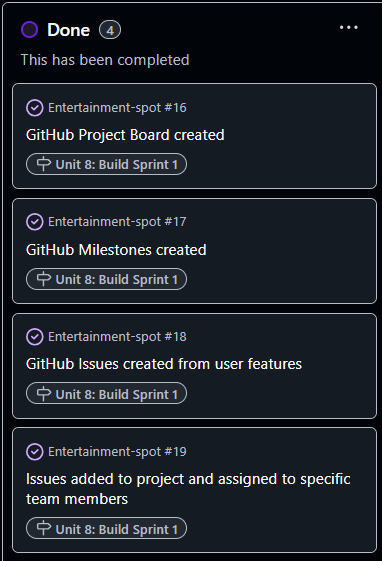 Done 4
This has been completed
Entertainment-spot #16
GitHub Project Board created
Unit 8: Build Sprint 1
Entertainment-spot #17
GitHub Milestones created
Unit 8: Build Sprint 1
Entertainment-spot #18
GitHub Issues created from user features
Unit 8: Build Sprint 1
Entertainment-spot #19
Issues added to project and assigned to specific
team members
Unit 8: Build Sprint 1